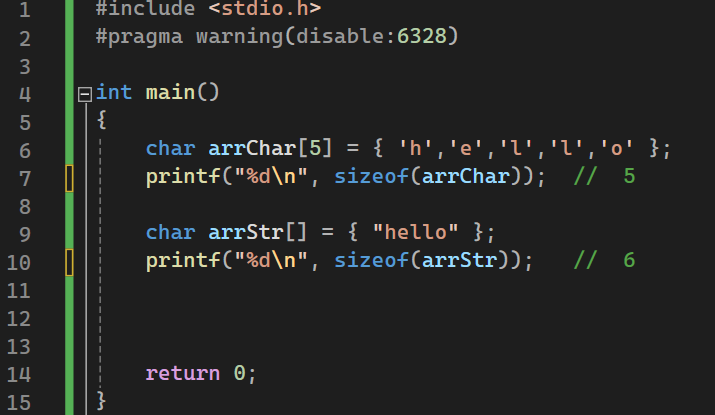 1 #include <stdio.h>
2 #pragma warning(disable:6328)
3
4 int main()
5 {
6 char arrChar[5] = { 'h','e','l','l','o' };
7 printf("%d\n", sizeof(arrChar)); // 5
8
9 char arrStr[] = { "hello" };
10 printf("%d\n", sizeof(arrStr)); // 6
11
12
13
14 return 0;
15 }